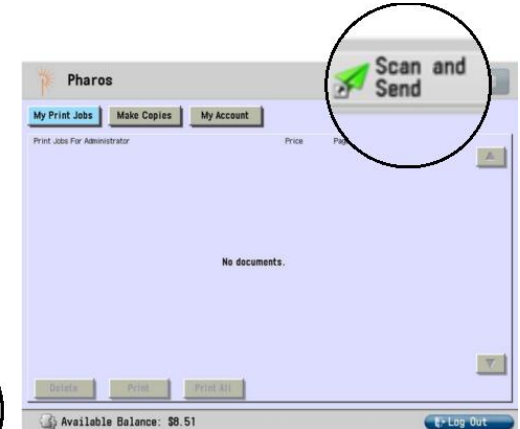 Pharos
Scan and
Send
My Print Jobs
Make Copies
My Account
Print Jobs For Administrator
Price
No documents.
Delete
Print
Print All
Available Balance: $8.51
Log Out